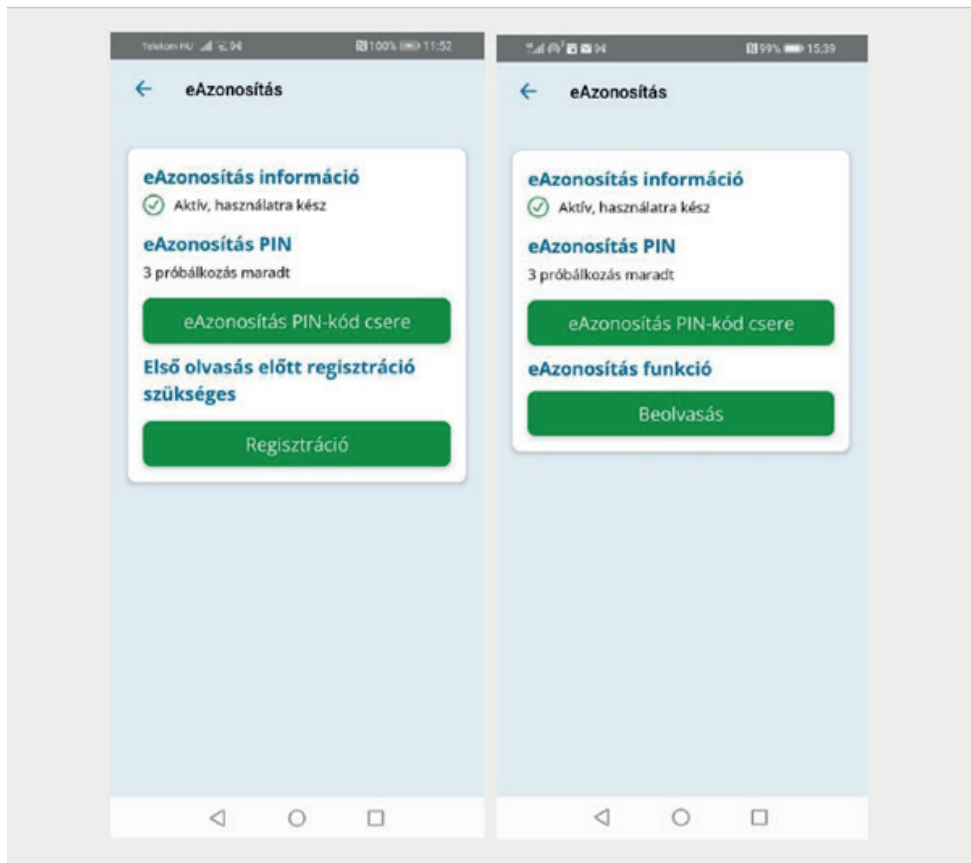 Telekom HU
100% 11:52
eAzonosítás
eAzonosítás információ
Aktív, használatra kész
eAzonosítás PIN
3 próbálkozás maradt
eAzonosítás PIN-kód csere
Első olvasás előtt regisztráció
szükséges
Regisztráció
99% 15:39
eAzonosítás
eAzonosítás információ
Aktív, használatra kész
eAzonosítás PIN
3 próbálkozás maradt
eAzonosítás PIN-kód csere
eAzonosítás funkció
Beolvasás